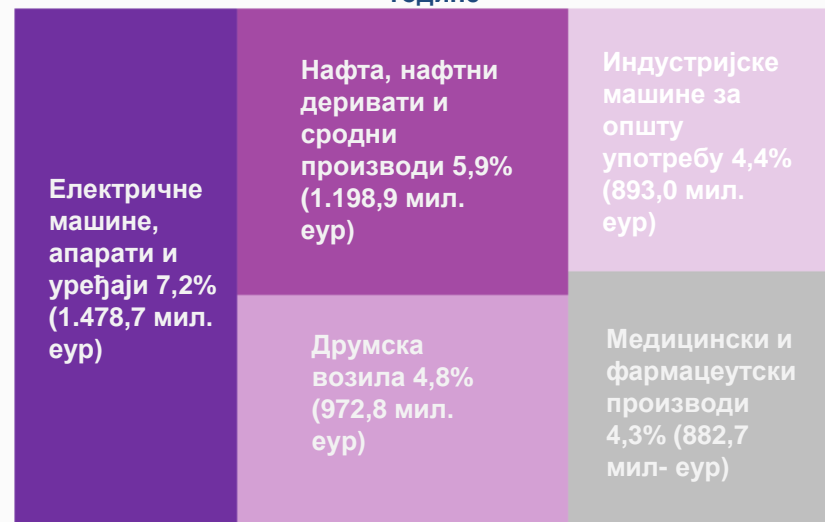 године
Електричне
машине,
апарати и
уређаји 7,2%
(1.478,7 мил.
еур)
Нафта, нафтни
деривати и
сродни
производи 5,9%
(1.198,9 мил.
еур)
Друмска
возила 4,8%
(972,8 мил.
еур)
Индустријске
машине за
општу
употребу 4,4%
(893,0 мил.
еур)
Медицински и
фармацеутски
производи
4,3% (882,7
мил- еур)